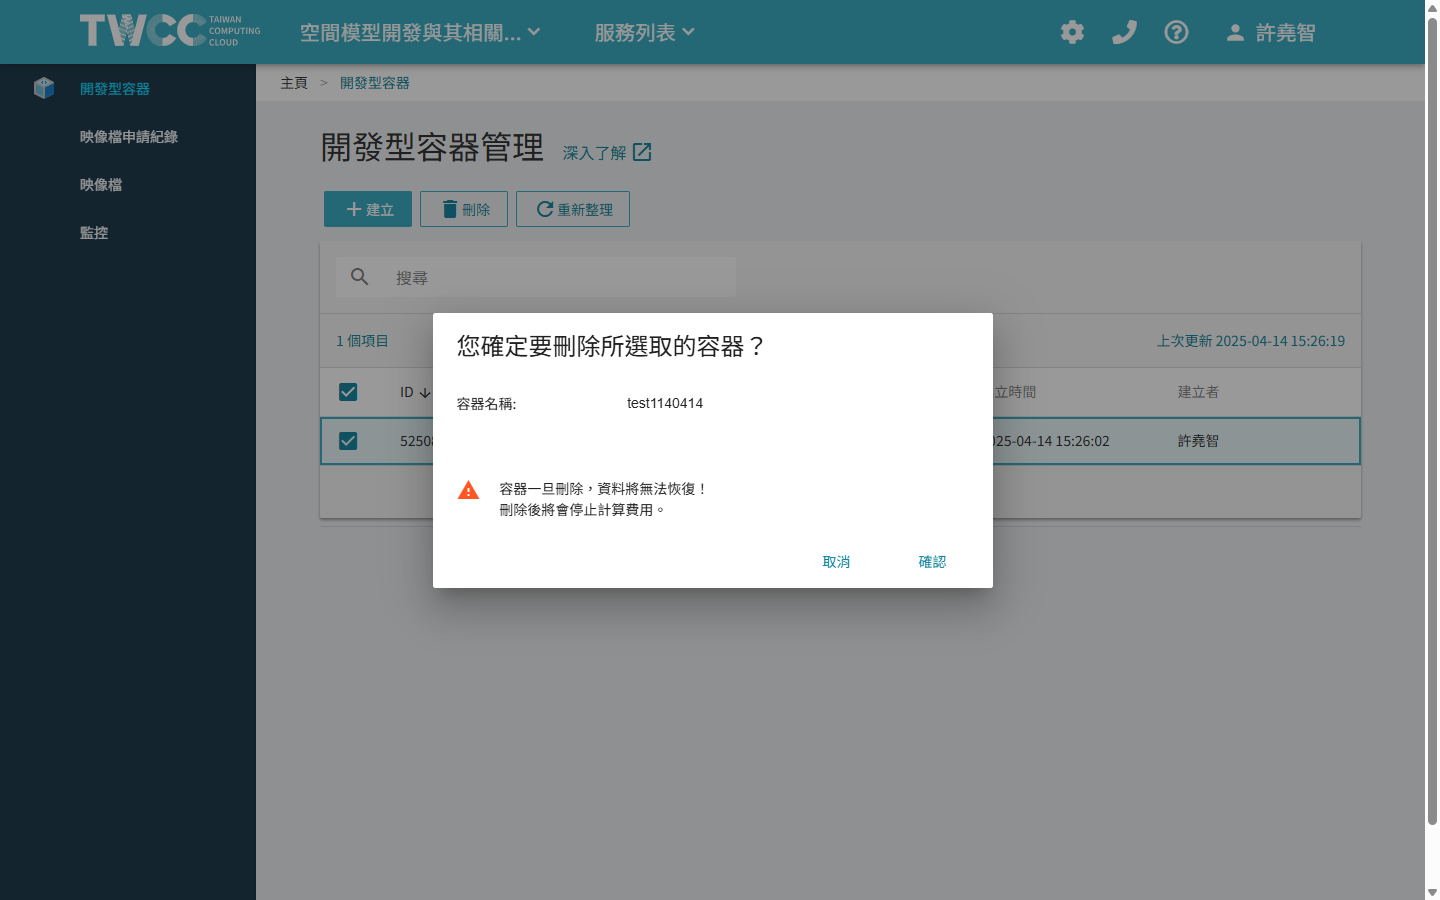 TWCC TAIWAN COMPUTING CLOUD
空間模型開發與其相關...
服務列表
許堯智
開發型容器
映像檔申請紀錄
映像檔
監控
主頁 > 開發型容器
開發型容器管理 深入了解
建立 刪除 重新整理
搜尋
1 個項目
上次更新 2025-04-14 15:26:19
ID 立時間 建立者
5250 25-04-14 15:26:02 許堯智
您確定要刪除所選取的容器？
容器名稱: test1140414
容器一旦刪除，資料將無法恢復！
刪除後將會停止計算費用。
取消 確認